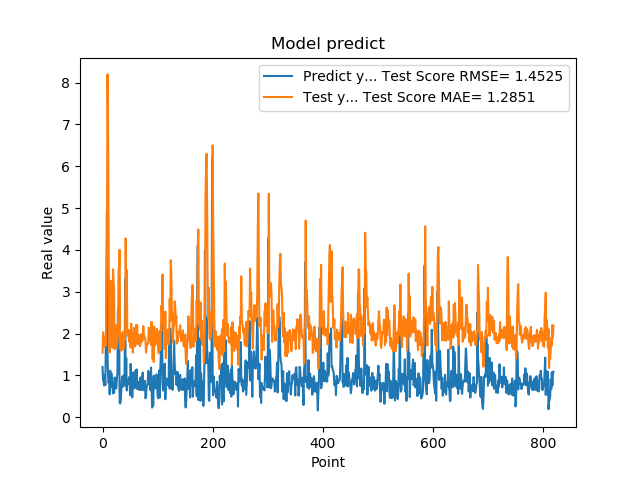 Model predict
Predict y... Test Score RMSE= 1.4525
Test y... Test Score MAE= 1.2851
Real value
8
7
6
5
4
3
2
1
0
0 200 400 600 800
Point